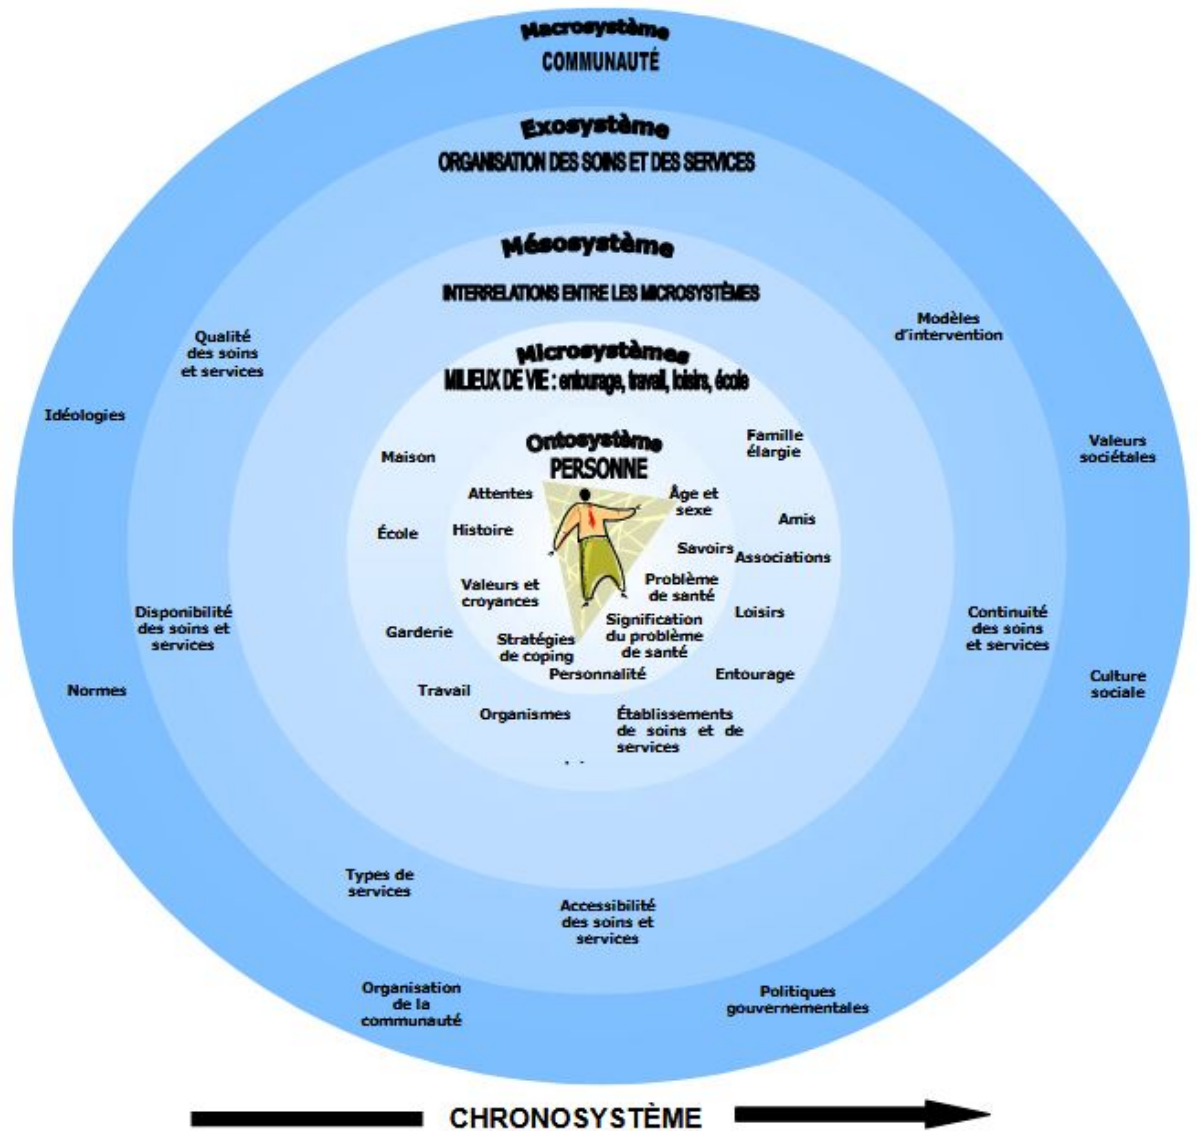 Macrosystème
COMMUNAUTÉ
Exosystème
ORGANISATION DES SOINS ET DES SERVICES
Mésosystème
INTERRELATIONS ENTRE LES MICROSYSTÈMES
Modèles
d'intervention
Qualité
des soins
et services
Microsystèmes
MILIEUX DE VIE : entourage, travail, loisirs, école
Idéologies
Valeurs
sociétales
Ontosystème
PERSONNE
Famille
élargie
Maison
Attentes
Âge et
sexe
École
Histoire
Amis
Savoirs
Associations
Valeurs et
croyances
Problème
de santé
Disponibilité
des soins et
services
Garderie
Stratégies
de coping
Signification
du problème
de santé
Loisirs
Continuité
des soins
et services
Personnalité
Entourage
Normes
Travail
Culture
sociale
Organismes
Établissements
de soins et de
services
Types de
services
Accessibilité
des soins et
services
Organisation
de la
communauté
Politiques
gouvernementales
CHRONOSYSTÈME